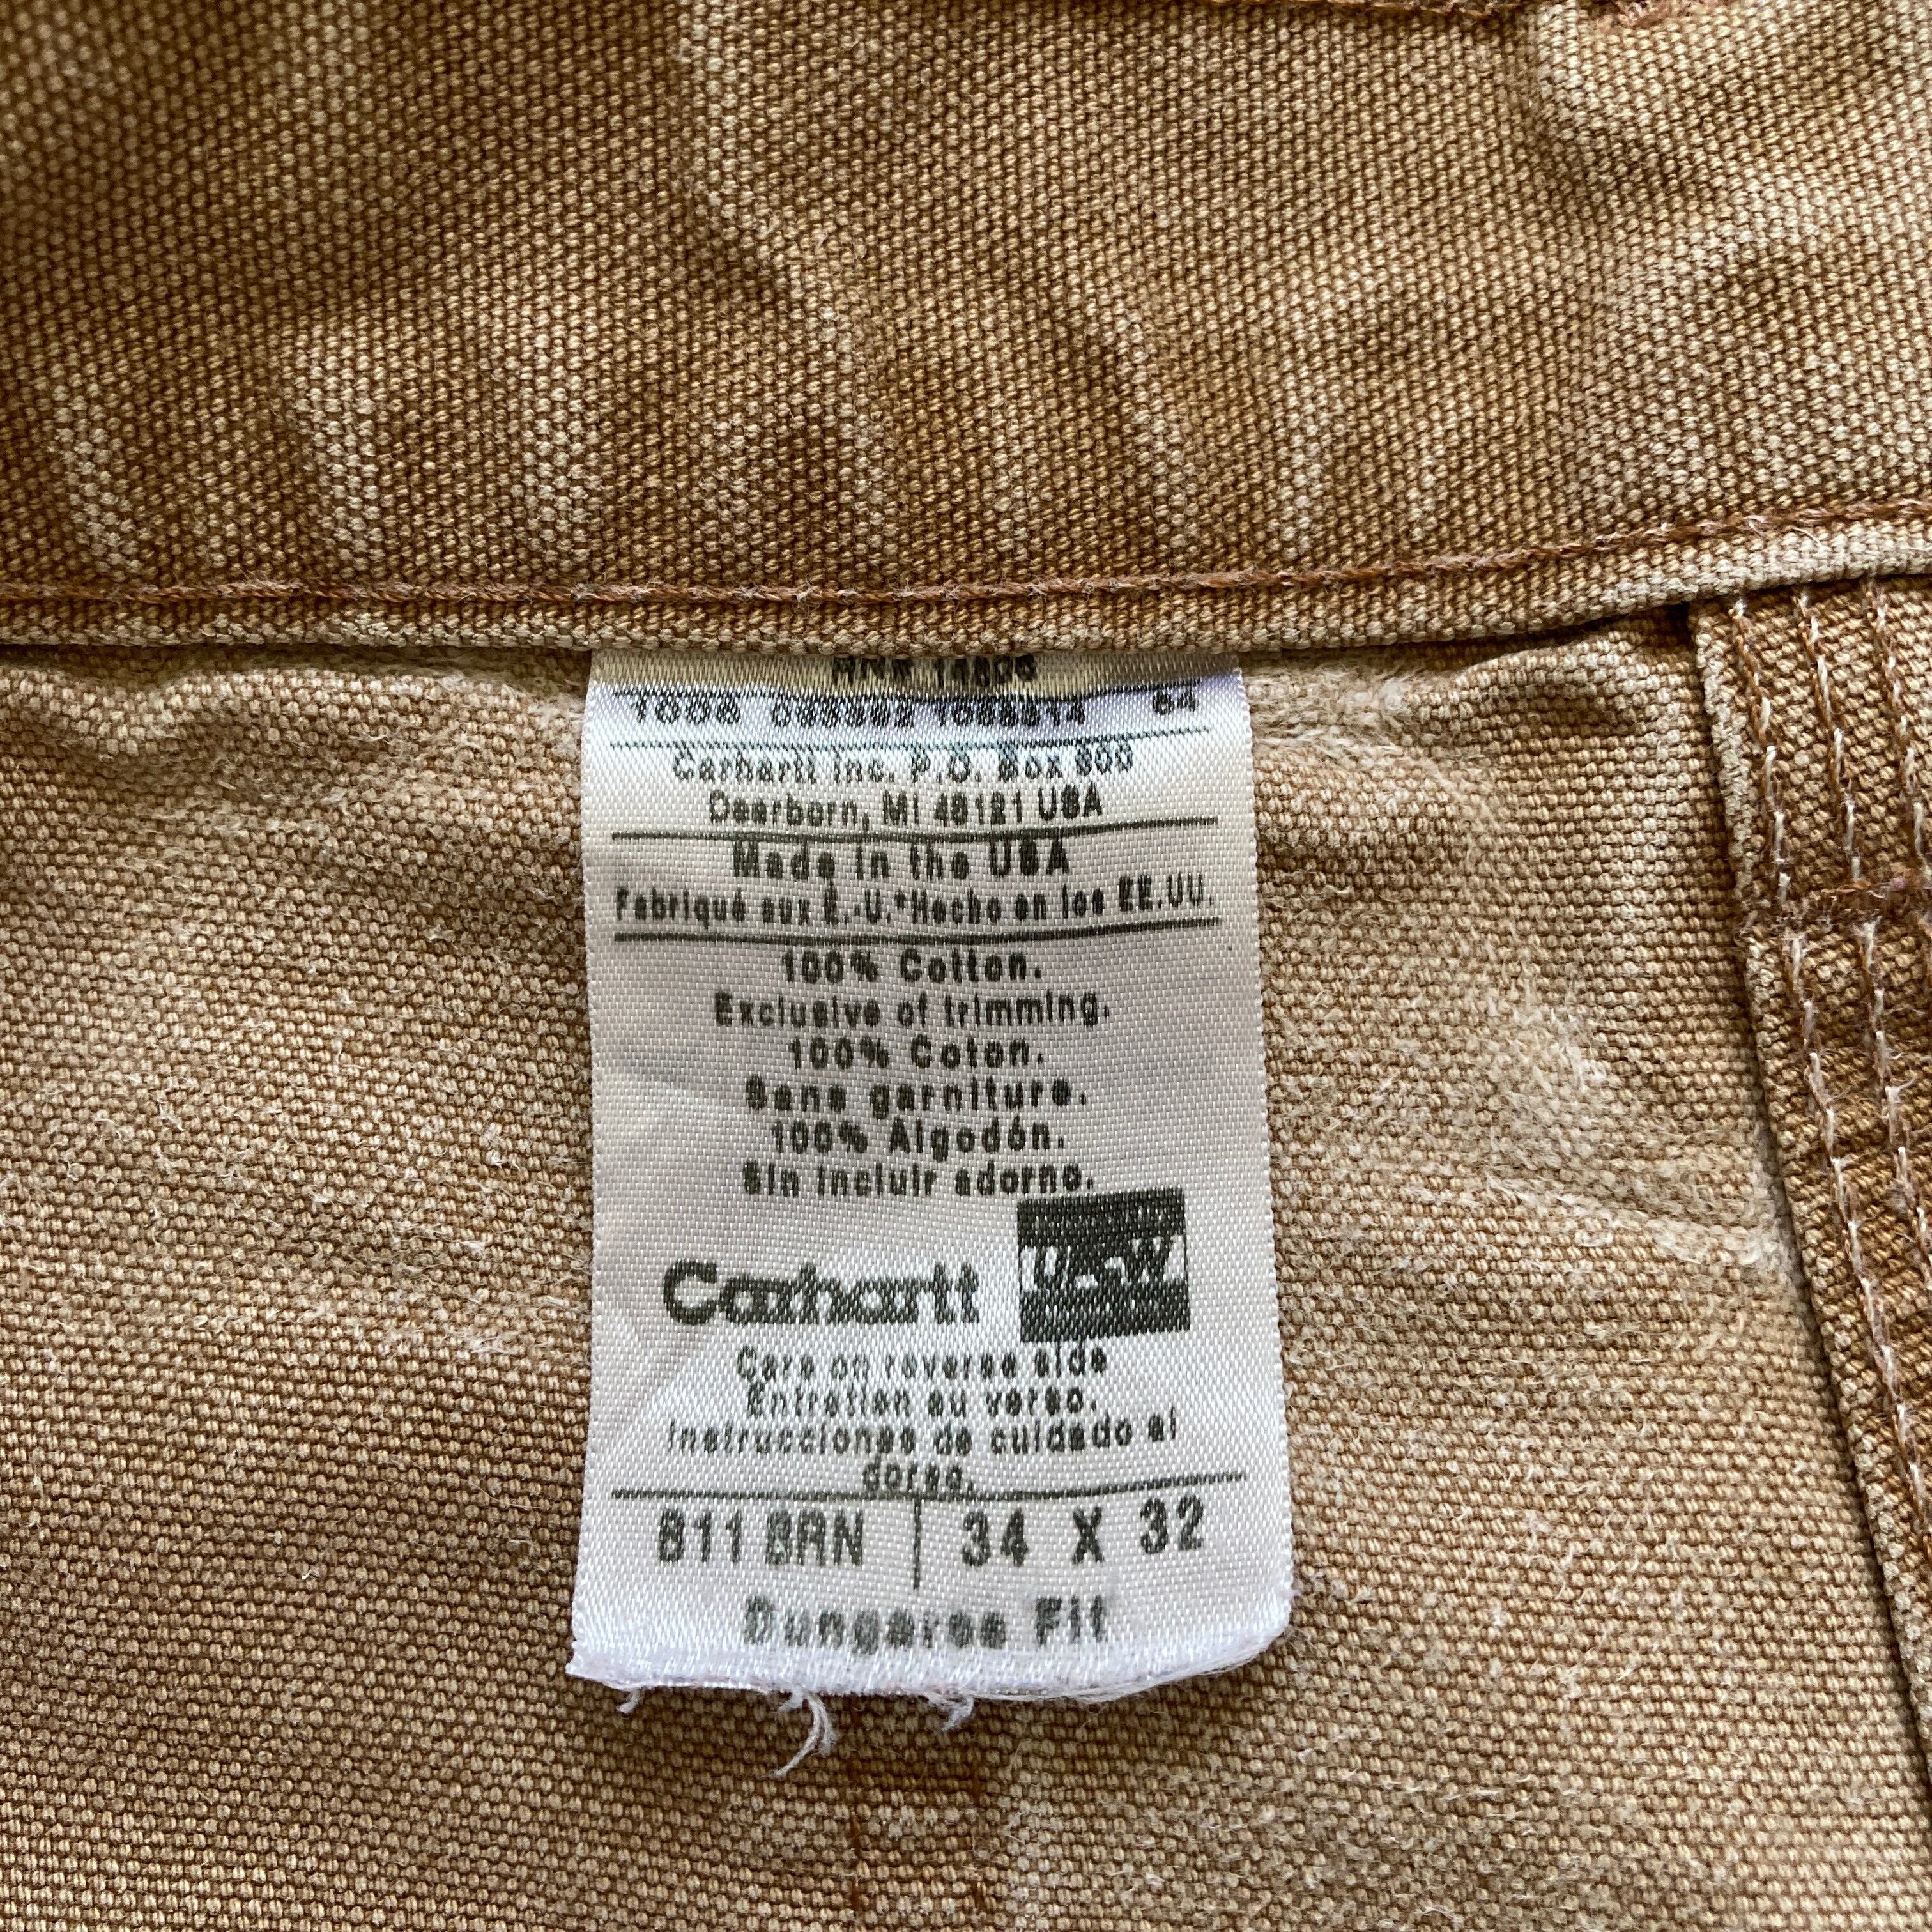 Carhartt Inc. P.O. Box 600
Dearborn, MI 48121 USA
Made in the USA
Fabriqué aux É.-U.*Hecho en los EE.UU.
100% Cotton.
Exclusive of trimming.
100% Coton.
Sans garniture.
100% Algodón.
Sin incluir adorno.
Carhartt
Care on reverse side
Entretien au verso.
Instrucciones de cuidado al
dorso.
B11 BRN 34 X 32
Dungaree Fit